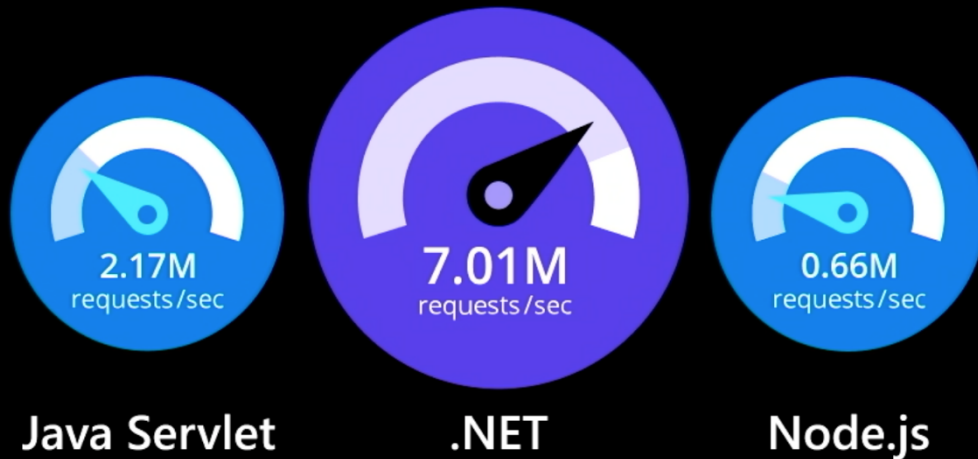 2.17M
requests/sec
Java Servlet
7.01M
requests/sec
.NET
0.66M
requests/sec
Node.js